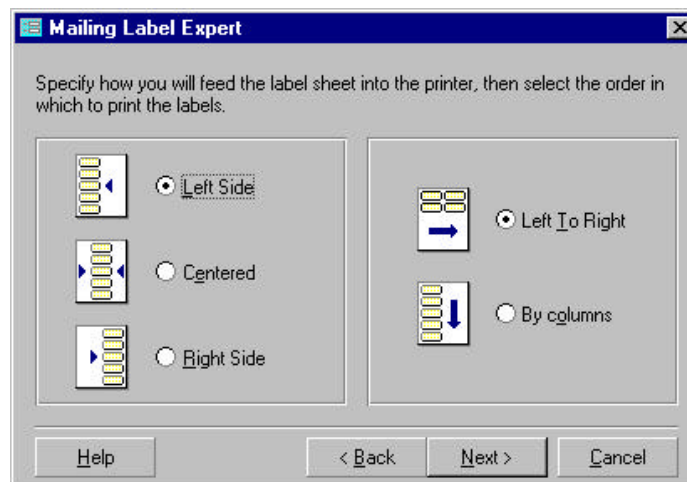 Mailing Label Expert
Specify how you will feed the label sheet into the printer, then select the order in
which to print the labels.
Left Side
Centered
Right Side
Left To Right
By columns
Help
< Back
Next >
Cancel